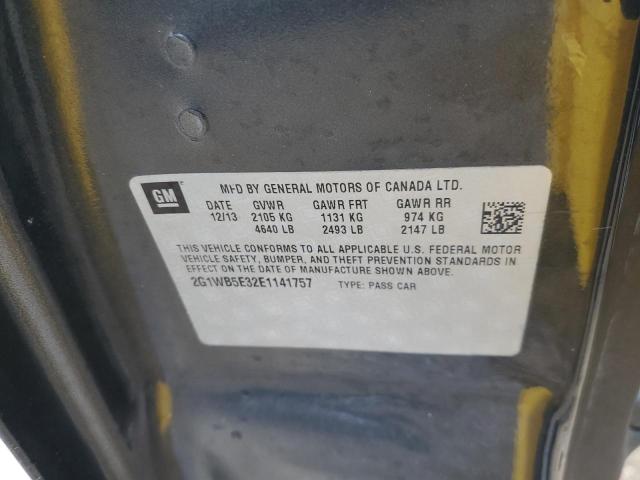 GM
MFD BY GENERAL MOTORS OF CANADA LTD.
DATE GVWR GAWR FRT GAWR RR
12/13 2105 KG 1131 KG 974 KG
4640 LB 2493 LB 2147 LB
THIS VEHICLE CONFORMS TO ALL APPLICABLE U.S. FEDERAL MOTOR
VEHICLE SAFETY, BUMPER, AND THEFT PREVENTION STANDARDS
IN EFFECT ON THE DATE OF MANUFACTURE SHOWN ABOVE.
2G1WB5E32E1141757 TYPE: PASS CAR